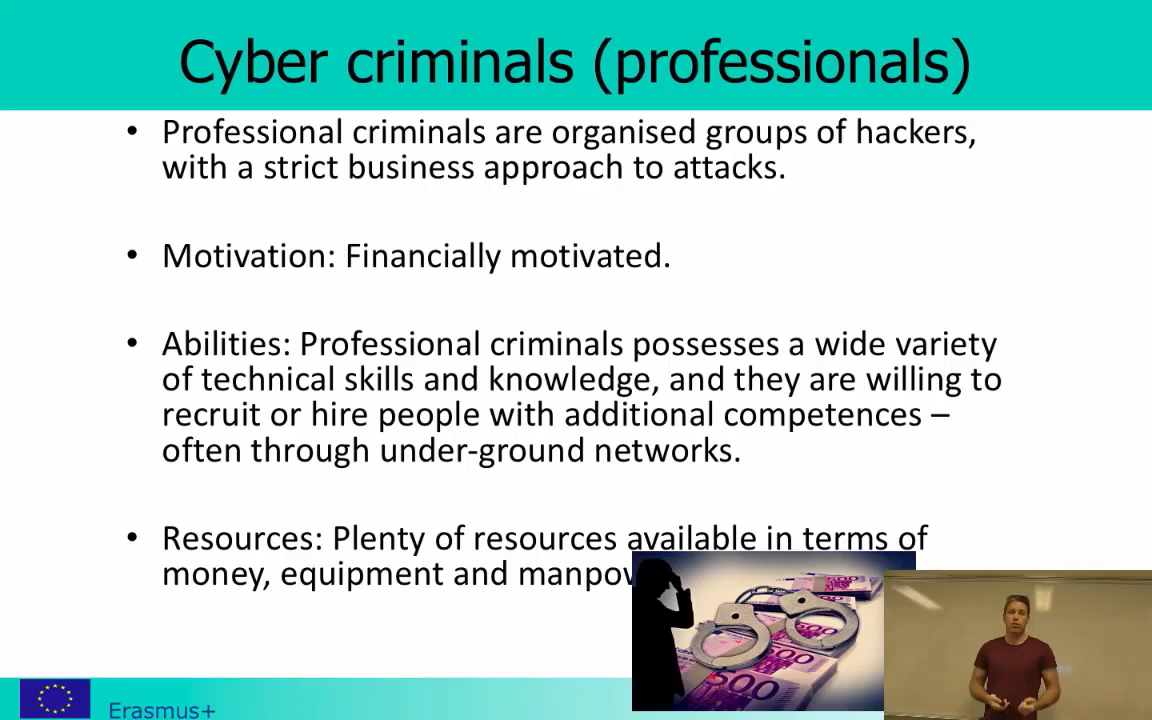 Cyber criminals (professionals)
• Professional criminals are organised groups of hackers,
with a strict business approach to attacks.
• Motivation: Financially motivated.
• Abilities: Professional criminals possesses a wide variety
of technical skills and knowledge, and they are willing to
recruit or hire people with additional competences –
often through under-ground networks.
• Resources: Plenty of resources available in terms of
money, equipment and
500
500
500
Erasmus+